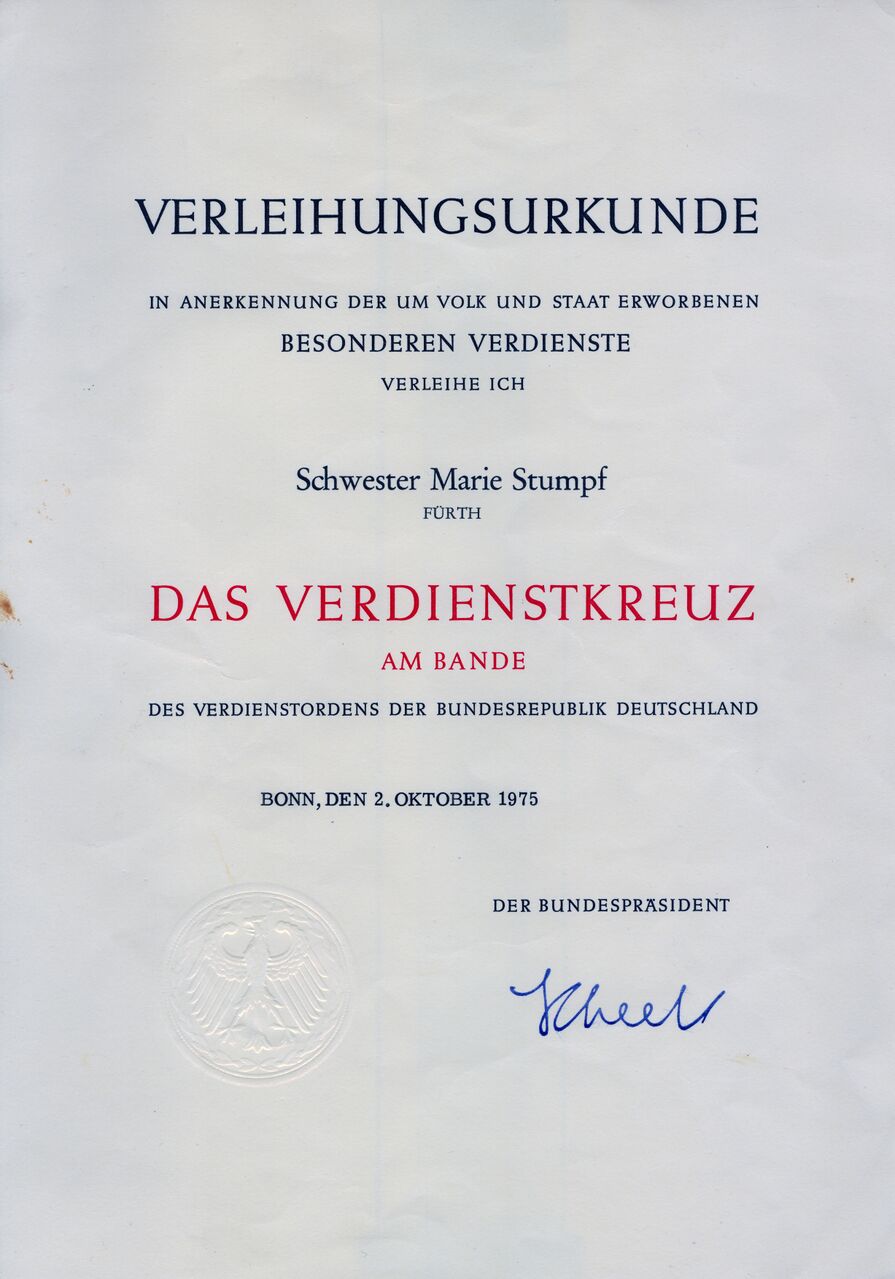 VERLEIHUNGSURKUNDE
IN ANERKENNUNG DER UM VOLK UND STAAT ERWORBENEN
BESONDEREN VERDIENSTE
VERLEIHE ICH
Schwester Marie Stumpf
FÜRTH
DAS VERDIENSTKREUZ
AM BANDE
DES VERDIENSTORDENS DER BUNDESREPUBLIK DEUTSCHLAND
BONN, DEN 2. OKTOBER 1975
DER BUNDESPRÄSIDENT
Scheel